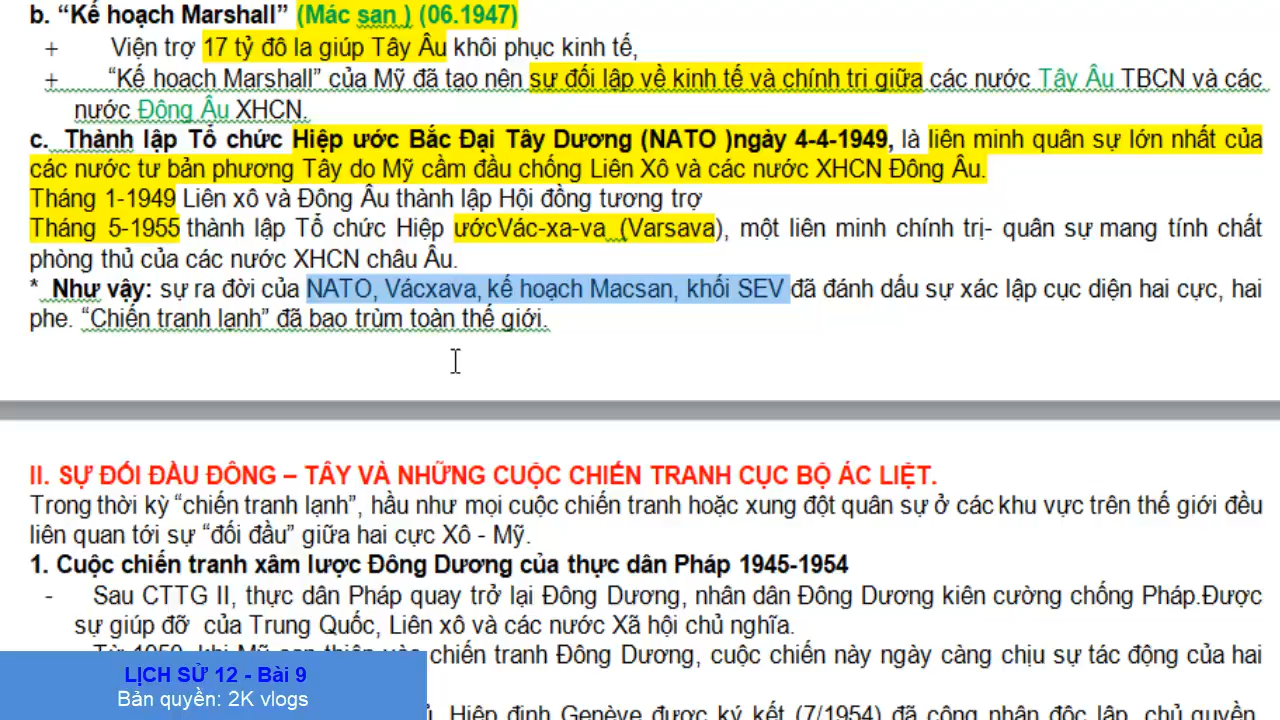 b. “Kế hoạch Marshall” (Mác san ) (06.1947)
+ Viện trợ 17 tỷ đô la giúp Tây Âu khôi phục kinh tế,
+ “Kế hoạch Marshall” của Mỹ đã tạo nên sự đối lập về kinh tế và chính trị giữa các nước Tây Âu TBCN và các
nước Đông Âu XHCN.
c. Thành lập Tổ chức Hiệp ước Bắc Đại Tây Dương (NATO )ngày 4-4-1949, là liên minh quân sự lớn nhất của
các nước tư bản phương Tây do Mỹ cầm đầu chống Liên Xô và các nước XHCN Đông Âu.
Tháng 1-1949 Liên xô và Đông Âu thành lập Hội đồng tương trợ
Tháng 5-1955 thành lập Tổ chức Hiệp ướcVác-xa-va (Varsava), một liên minh chính trị- quân sự mang tính chất
phòng thủ của các nước XHCN châu Âu.
* Như vậy: sự ra đời của NATO, Vácxava, kế hoạch Macsan, khối SEV đã đánh dấu sự xác lập cục diện hai cực, hai
phe. “Chiến tranh lạnh” đã bao trùm toàn thế giới.
II. SỰ ĐỐI ĐẦU ĐÔNG – TÂY VÀ NHỮNG CUỘC CHIẾN TRANH CỤC BỘ ÁC LIỆT.
Trong thời kỳ “chiến tranh lạnh”, hầu như mọi cuộc chiến tranh hoặc xung đột quân sự ở các khu vực trên thế giới đều
liên quan tới sự “đối đầu” giữa hai cực Xô - Mỹ.
1. Cuộc chiến tranh xâm lược Đông Dương của thực dân Pháp 1945-1954
- Sau CTTG II, thực dân Pháp quay trở lại Đông Dương, nhân dân Đông Dương kiên cường chống Pháp.Được
sự giúp đỡ của Trung Quốc, Liên xô và các nước Xã hội chủ nghĩa.
chiến tranh Đông Dương, cuộc chiến này ngày càng chịu sự tác động của hai
Hiệp định Genève được ký kết (7/1954) đã công nhận độc lập, chủ quyền,
LỊCH SỬ 12 - Bài 9
Bản quyền: 2K vlogs